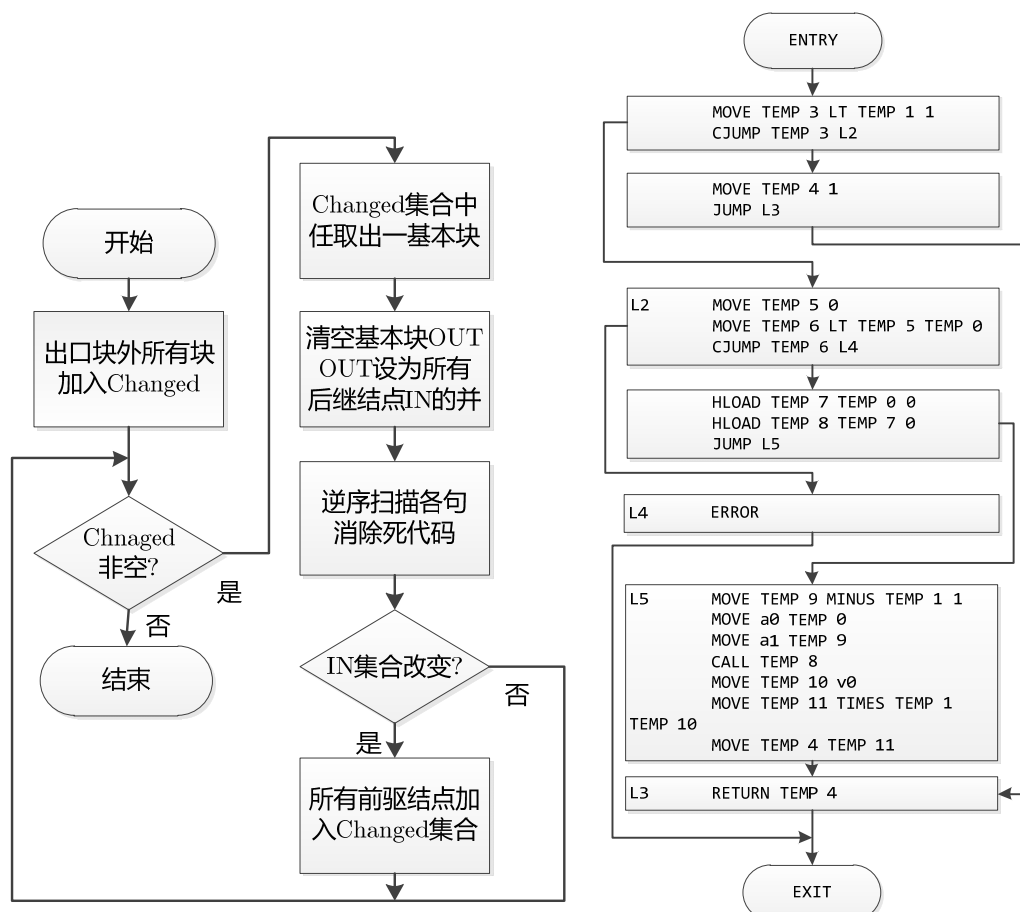 开始
出口块外所有块
加入Changed
Chnaged
非空?
是
否
结束
Changed集合中
任取出一基本块
清空基本块OUT
OUT设为所有
后继结点IN的并
逆序扫描各句
消除死代码
IN集合改变?
否
是
所有前驱结点加
入Changed集合
ENTRY
MOVE TEMP 3 LT TEMP 1 1
CJUMP TEMP 3 L2
MOVE TEMP 4 1
JUMP L3
L2 MOVE TEMP 5 0
MOVE TEMP 6 LT TEMP 5 TEMP 0
CJUMP TEMP 6 L4
HLOAD TEMP 7 TEMP 0 0
HLOAD TEMP 8 TEMP 7 0
JUMP L5
L4 ERROR
L5 MOVE TEMP 9 MINUS TEMP 1 1
MOVE a0 TEMP 0
MOVE a1 TEMP 9
CALL TEMP 8
MOVE TEMP 10 v0
MOVE TEMP 11 TIMES TEMP 1
TEMP 10
MOVE TEMP 4 TEMP 11
L3 RETURN TEMP 4
EXIT